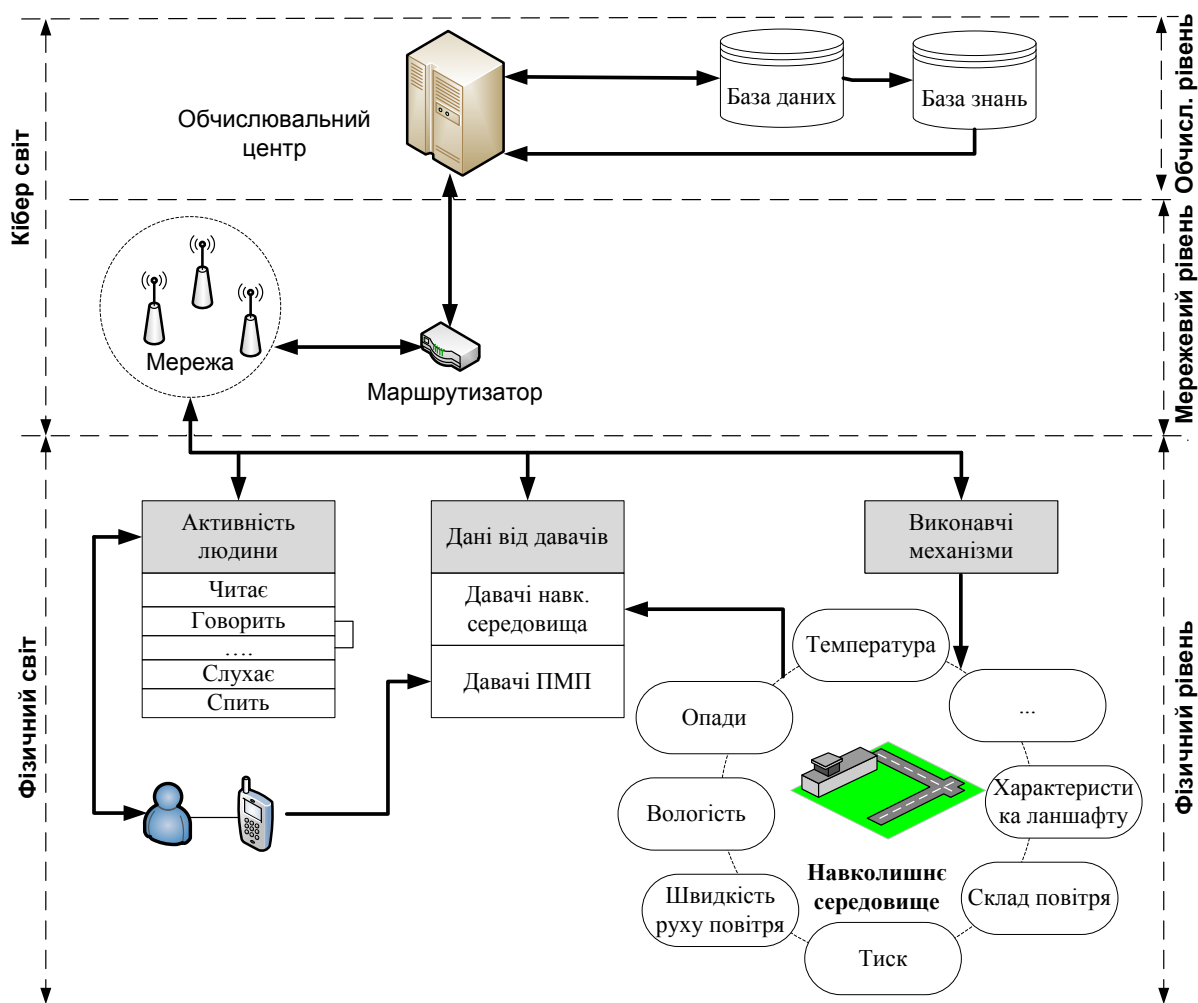 Кібер світ
Обчисл. рівень
Обчислювальний
центр
База даних
База знань
Мережевий рівень
Мережа
Маршрутизатор
Фізичний світ
Фізичний рівень
Активність
людини
Читає
Говорить
....
Слухає
Спить
Дані від давачів
Давачі навк.
середовища
Давачі ПМП
Виконавчі
механізми
Температура
...
Опади
Вологість
Характеристи
ка ланшафту
Навколишнє
середовище
Швидкість
руху повітря
Склад повітря
Тиск